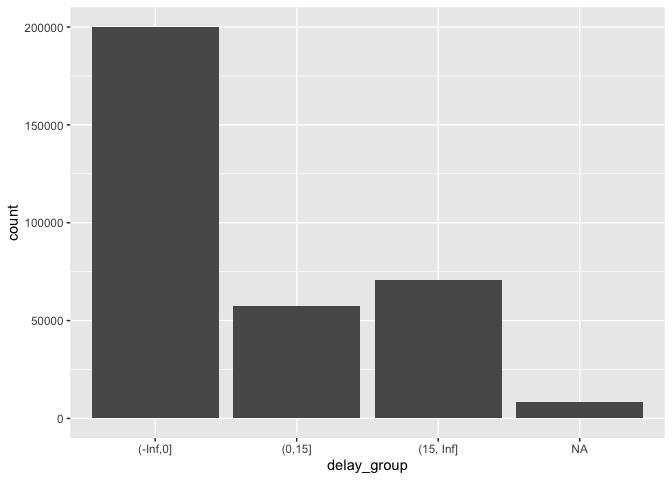 200000
150000
100000
50000
0
count
(-Inf,0]
(0,15]
(15, Inf]
NA
delay_group